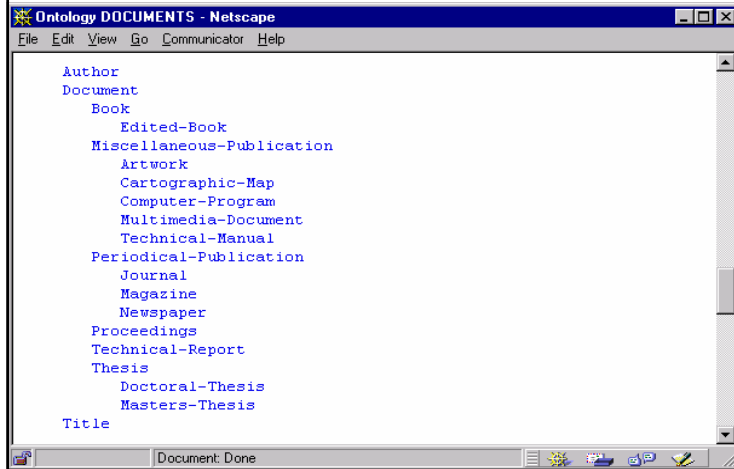 Ontology DOCUMENTS - Netscape
File Edit View Go Communicator Help
Author
Document
Book
Edited-Book
Miscellaneous-Publication
Artwork
Cartographic-Map
Computer-Program
Multimedia-Document
Technical-Manual
Periodical-Publication
Journal
Magazine
Newspaper
Proceedings
Technical-Report
Thesis
Doctoral-Thesis
Masters-Thesis
Title
Document: Done